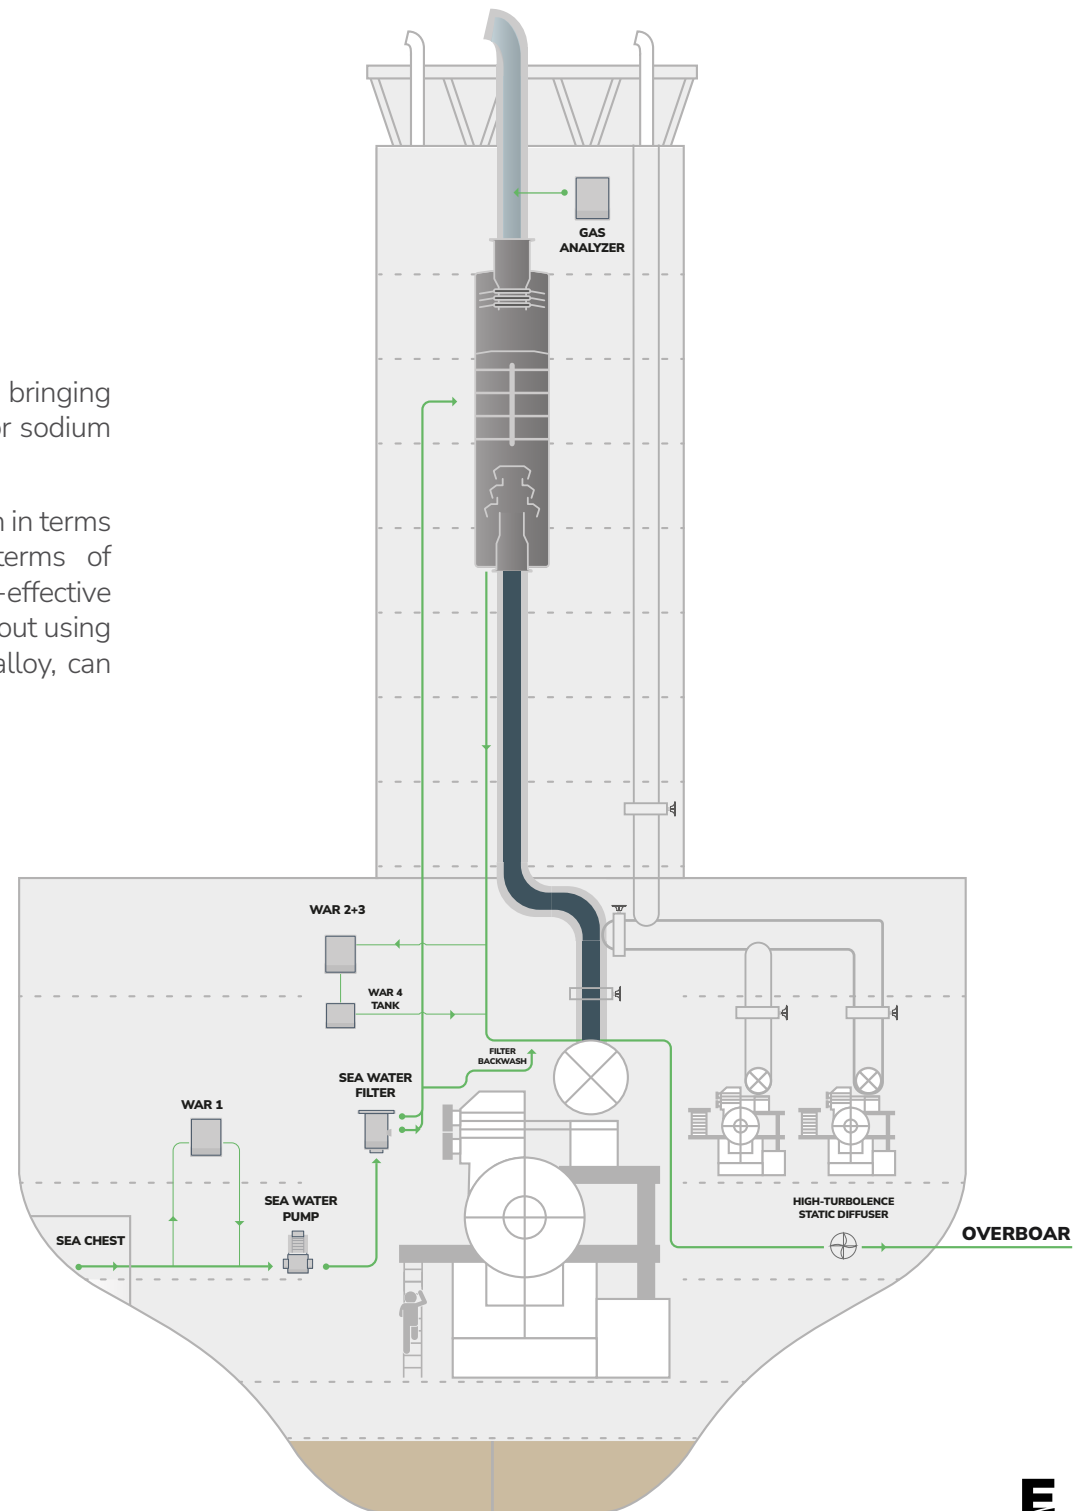 GAS
ANALYZER
bringing
or sodium
in terms
terms of
-effective
out using
alloy, can
WAR 2+3
WAR 4
TANK
FILTER
BACKWASH
SEA WATER
FILTER
WAR 1
SEA WATER
PUMP
HIGH-TURBOLENCE
STATIC DIFFUSER
SEA CHEST
OVERBOAR
E